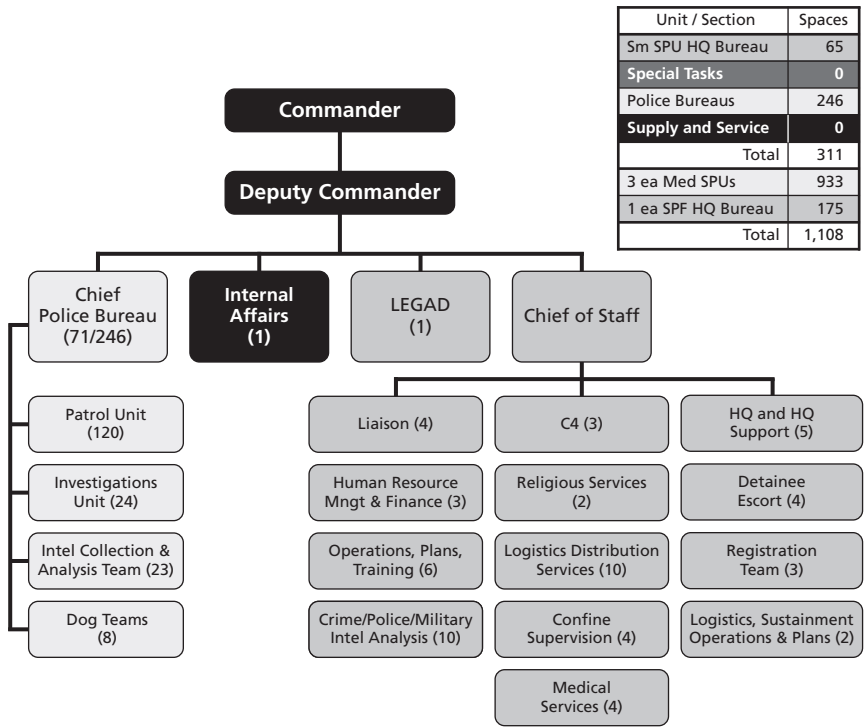 Unit / Section Spaces
Sm SPU HQ Bureau 65
Special Tasks 0
Police Bureaus 246
Supply and Service 0
Total 311
3 ea Med SPUs 933
1 ea SPF HQ Bureau 175
Total 1,108
Commander
Deputy Commander
Chief
Police Bureau
(71/246)
Internal
Affairs
(1)
LEGAD
(1)
Chief of Staff
Patrol Unit
(120)
Investigations
Unit (24)
Intel Collection &
Analysis Team (23)
Dog Teams
(8)
Liaison (4)
Human Resource
Mngt & Finance (3)
Operations, Plans,
Training (6)
Crime/Police/Military
Intel Analysis (10)
C4 (3)
Religious Services
(2)
Logistics Distribution
Services (10)
Confine
Supervision (4)
Medical
Services (4)
HQ and HQ
Support (5)
Detainee
Escort (4)
Registration
Team (3)
Logistics, Sustainment
Operations & Plans (2)